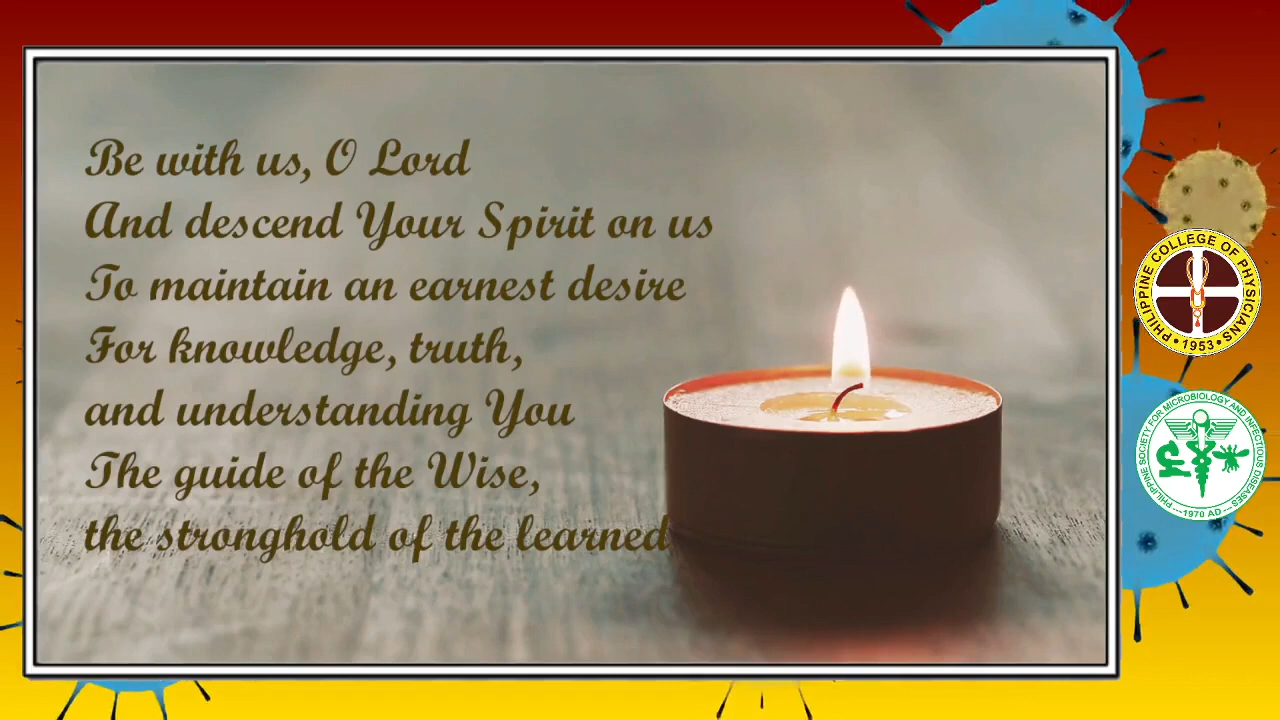 Be with us, O Lord
And descend Your Spirit on us
To maintain an earnest desire
For knowledge, truth,
and understanding You
The guide of the Wise,
the stronghold of the learned
PHILIPPINE COLLEGE OF PHYSICIANS
• 1953 •
PHILIPPINE SOCIETY FOR MICROBIOLOGY AND INFECTIOUS DISEASES
---1970 AD---